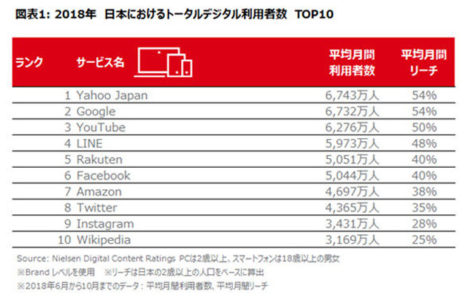 図表1: 2018年 日本におけるトータルデジタル利用者数 TOP10
ランク サービス名 平均月間利用者数 平均月間リーチ
1 Yahoo Japan 6,743万人 54%
2 Google 6,732万人 54%
3 YouTube 6,276万人 50%
4 LINE 5,973万人 48%
5 Rakuten 5,051万人 40%
6 Facebook 5,044万人 40%
7 Amazon 4,697万人 38%
8 Twitter 4,365万人 35%
9 Instagram 3,431万人 28%
10 Wikipedia 3,169万人 25%
Source: Nielsen Digital Content Ratings PCは2歳以上、スマートフォンは18歳以上の男女
※Brand レベルを使用 ※リーチは日本の2歳以上の人口をベースに算出
※2018年6月から10月までのデータ: 平均月間利用者数、平均月間リーチ